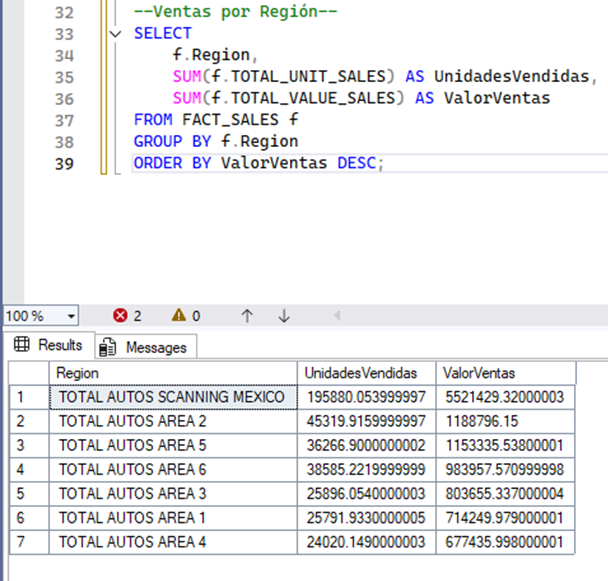 32 --Ventas por Región--
33 SELECT
34 f.Region,
35 SUM(f.TOTAL_UNIT_SALES) AS UnidadesVendidas,
36 SUM(f.TOTAL_VALUE_SALES) AS ValorVentas
37 FROM FACT_SALES f
38 GROUP BY f.Region
39 ORDER BY ValorVentas DESC;
100 % 2 0
Results Messages
Region UnidadesVendidas ValorVentas
1 TOTAL AUTOS SCANNING MEXICO 195880.053999997 5521429.32000003
2 TOTAL AUTOS AREA 2 45319.9159999997 1188796.15
3 TOTAL AUTOS AREA 5 36266.9000000002 1153335.53800001
4 TOTAL AUTOS AREA 6 38585.2219999999 983957.570999998
5 TOTAL AUTOS AREA 3 25896.0540000003 803655.337000004
6 TOTAL AUTOS AREA 1 25791.9330000005 714249.979000001
7 TOTAL AUTOS AREA 4 24020.1490000003 677435.998000001